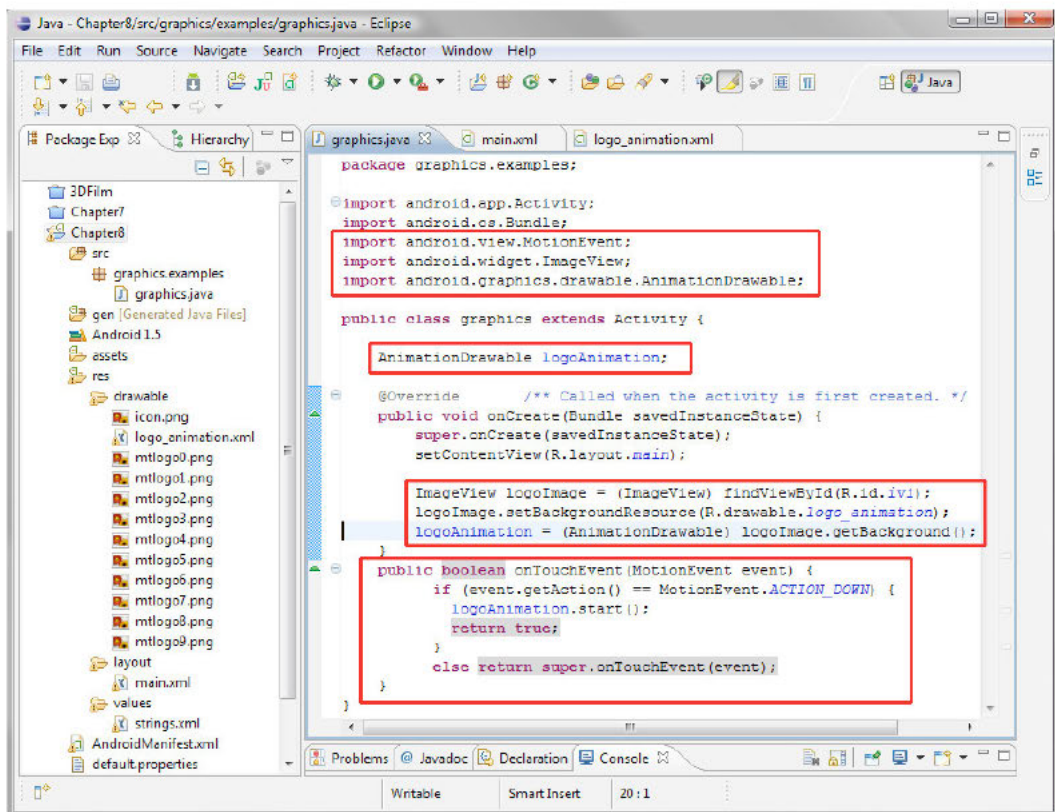 Java - Chapter8/src/graphics/examples/graphics.java - Eclipse
File Edit Run Source Navigate Search Project Refactor Window Help
Java
Package Exp Hierarchy
graphics.java main.xml logo_animation.xml
3DFilm
Chapter7
Chapter8
src
graphics.examples
graphics.java
gen [Generated Java Files]
Android 1.5
assets
res
drawable
icon.png
logo_animation.xml
mtlogo0.png
mtlogo1.png
mtlogo2.png
mtlogo3.png
mtlogo4.png
mtlogo5.png
mtlogo6.png
mtlogo7.png
mtlogo8.png
mtlogo9.png
layout
main.xml
values
strings.xml
AndroidManifest.xml
default.properties
package graphics.examples;
import android.app.Activity;
import android.os.Bundle;
import android.view.MotionEvent;
import android.widget.ImageView;
import android.graphics.drawable.AnimationDrawable;
public class graphics extends Activity {
AnimationDrawable logoAnimation;
@Override /** Called when the activity is first created. */
public void onCreate(Bundle savedInstanceState) {
super.onCreate(savedInstanceState);
setContentView(R.layout.main);
ImageView logoImage = (ImageView) findViewById(R.id.iv1);
logoImage.setBackgroundResource(R.drawable.logo_animation);
logoAnimation = (AnimationDrawable) logoImage.getBackground();
}
public boolean onTouchEvent(MotionEvent event) {
if (event.getAction() == MotionEvent.ACTION_DOWN) {
logoAnimation.start();
return true;
}
else return super.onTouchEvent(event);
}
}
Problems @ Javadoc Declaration Console
Writable Smart Insert 20 : 1